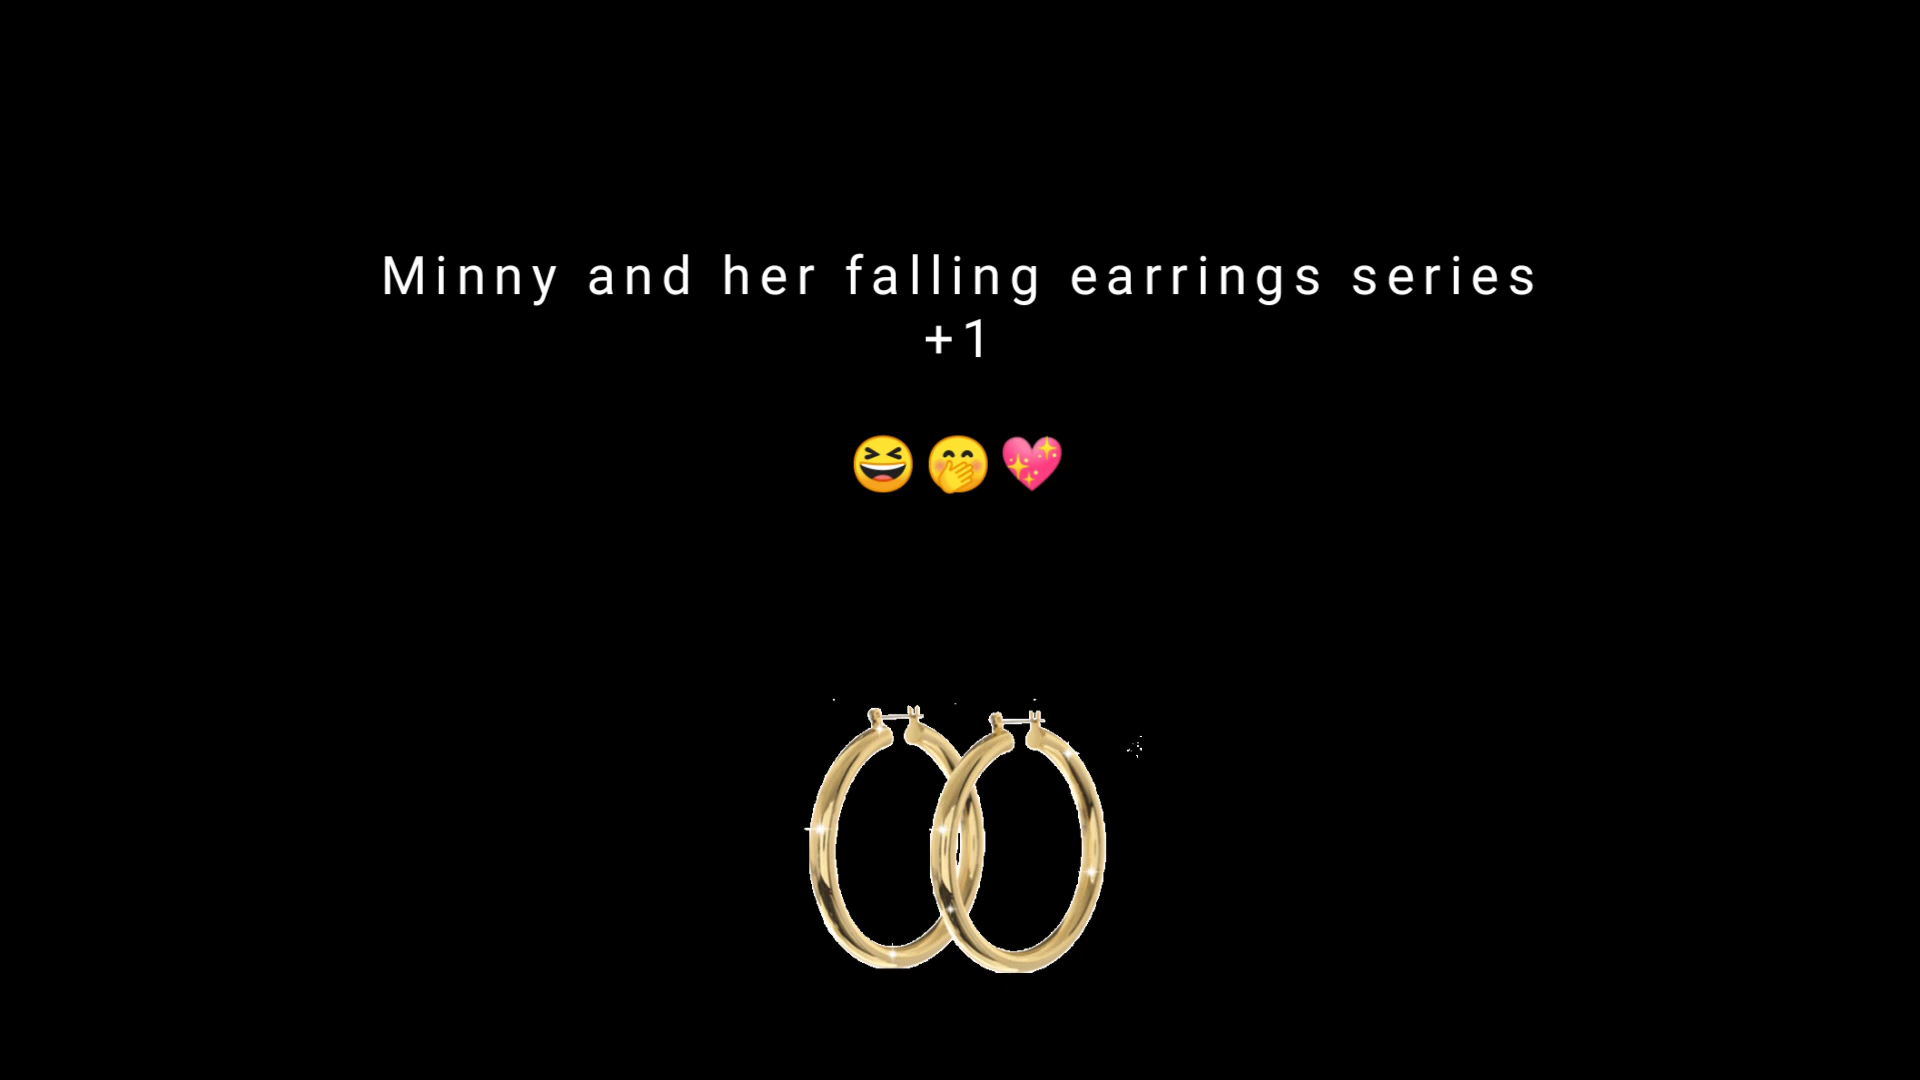 Minny and her falling earrings series
+1
😆🤭💖